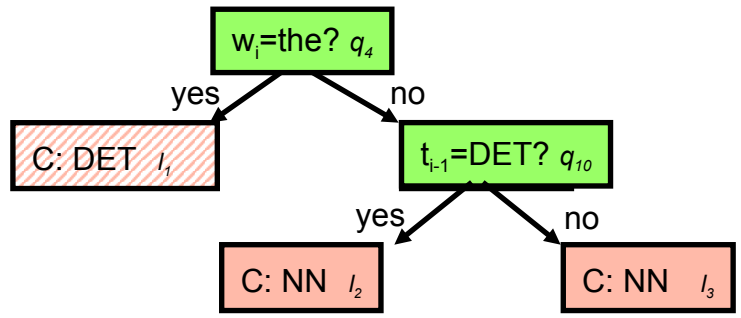 wᵢ=the? q₄
yes
no
C: DET l₁
tᵢ₋₁=DET? q₁₀
yes
no
C: NN l₂
C: NN l₃